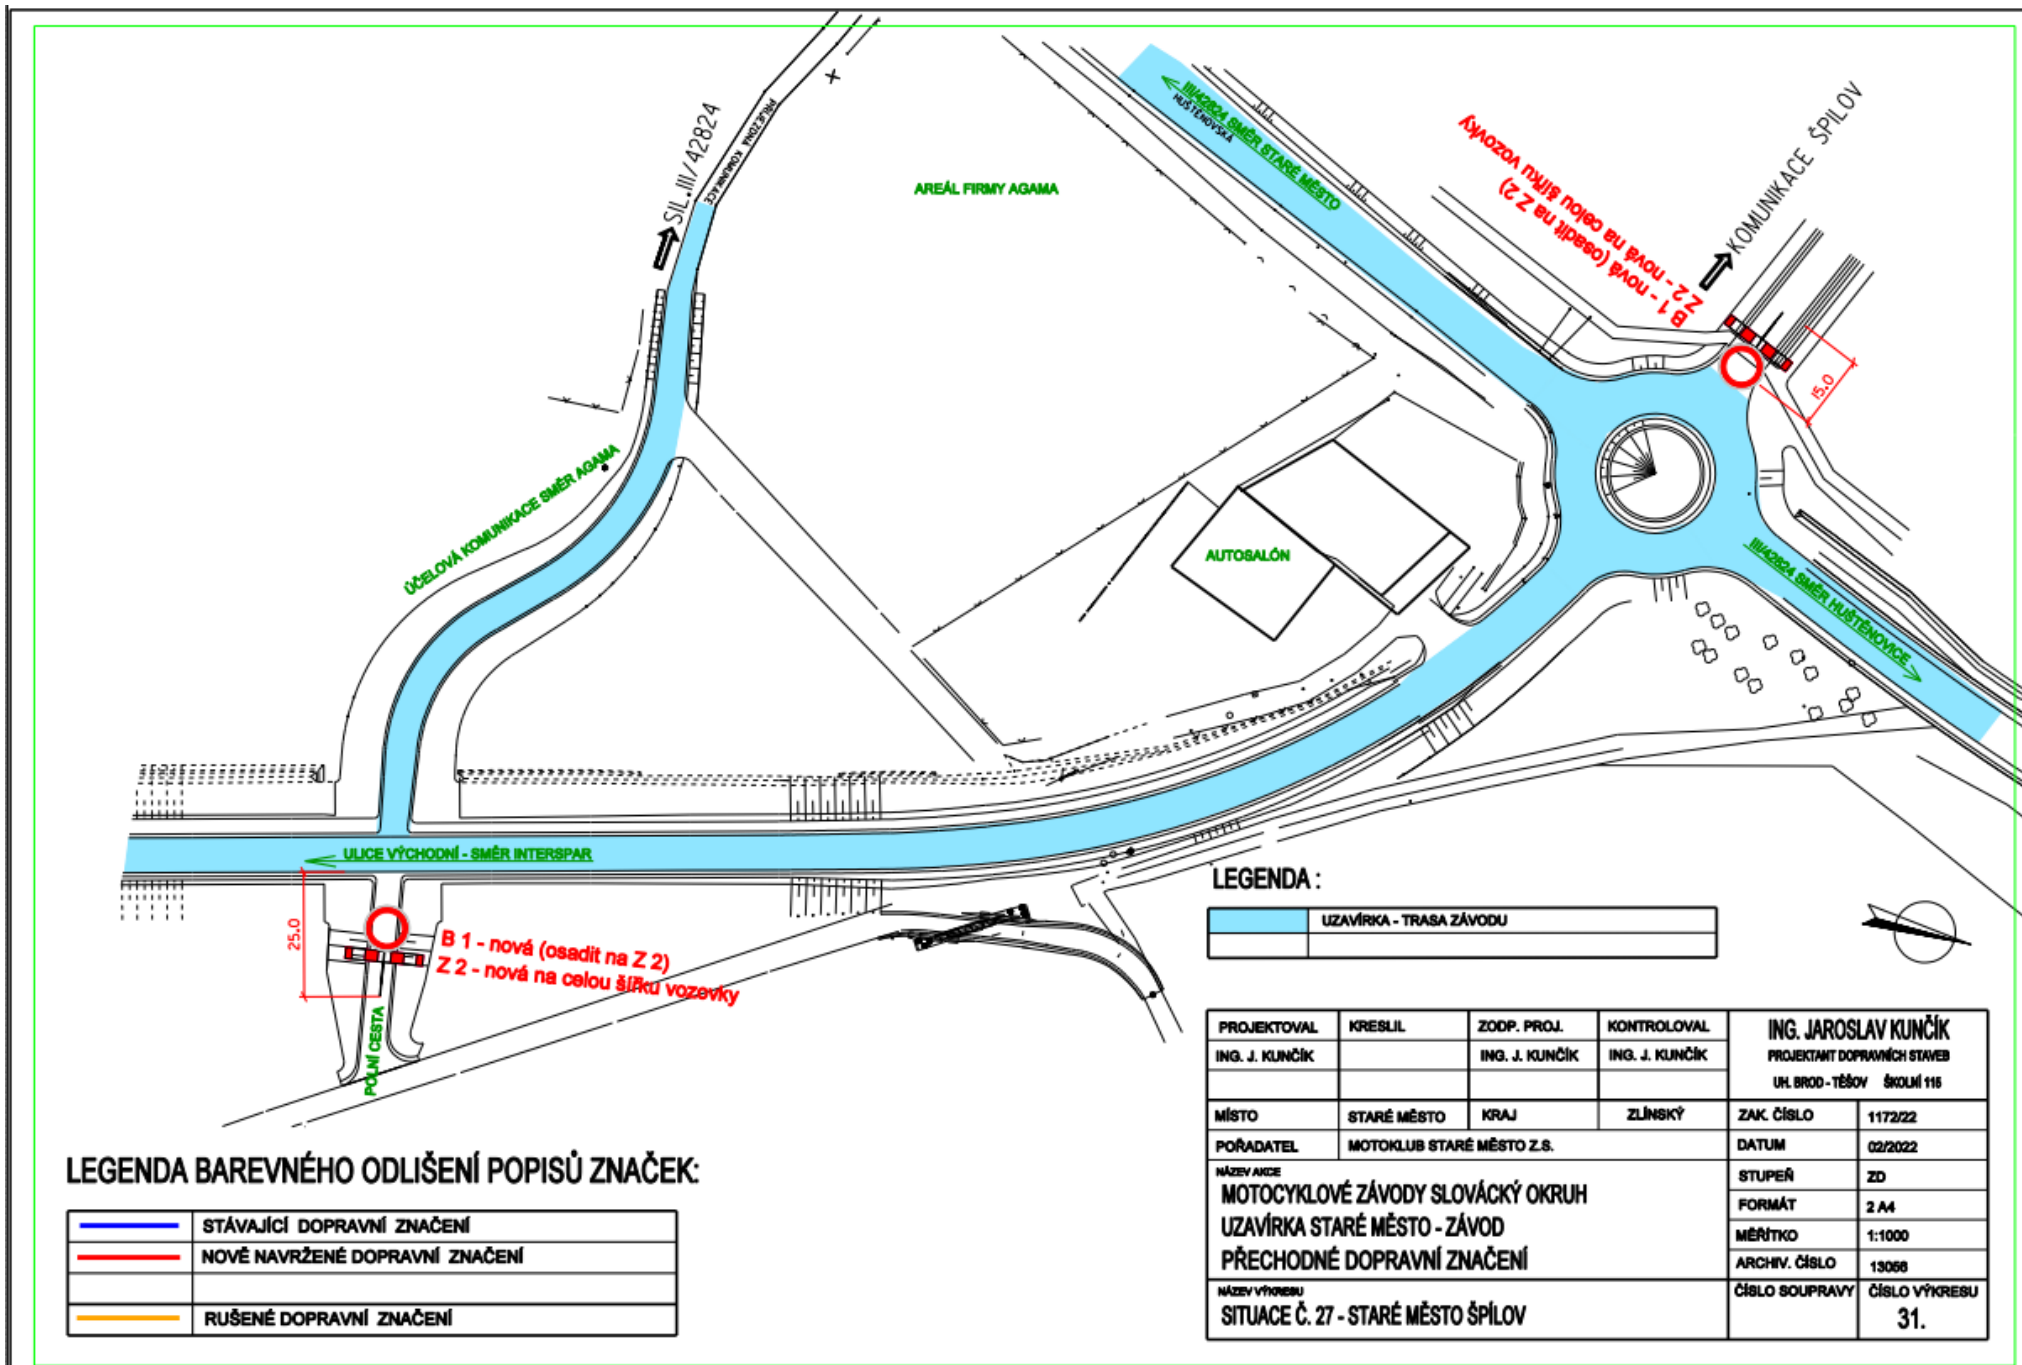 SIL.III/42824
PŘÍJEZDNÁ KOMUNIKACE
AREÁL FIRMY AGAMA
III/42824 SMĚR STARÉ MĚSTO
HUŠTĚNOVSKÁ
B 1 - nová (osadit na Z 2)
Z 2 - nová na celou šířku vozovky
KOMUNIKACE ŠPILOV
15.0
ÚČELOVÁ KOMUNIKACE SMĚR AGAMA
AUTOSALÓN
III/42824 SMĚR HUŠTĚNOVICE
ULICE VÝCHODNÍ - SMĚR INTERSPAR
25.0
B 1 - nová (osadit na Z 2)
Z 2 - nová na celou šířku vozovky
POLNÍ CESTA
LEGENDA :
UZAVÍRKA - TRASA ZÁVODU
LEGENDA BAREVNÉHO ODLIŠENÍ POPISŮ ZNAČEK:
STÁVAJÍCÍ DOPRAVNÍ ZNAČENÍ
NOVĚ NAVRŽENÉ DOPRAVNÍ ZNAČENÍ
RUŠENÉ DOPRAVNÍ ZNAČENÍ
PROJEKTOVAL KRESLIL ZODP. PROJ. KONTROLOVAL
ING. J. KUNČÍK ING. J. KUNČÍK ING. J. KUNČÍK
ING. JAROSLAV KUNČÍK
PROJEKTANT DOPRAVNÍCH STAVEB
UH. BROD - TĚŠOV ŠKOLNÍ 115
MÍSTO STARÉ MĚSTO KRAJ ZLÍNSKÝ
ZAK. ČÍSLO 1172/22
POŘADATEL MOTOKLUB STARÉ MĚSTO Z.S.
DATUM 02/2022
NÁZEV AKCE
MOTOCYKLOVÉ ZÁVODY SLOVÁCKÝ OKRUH
UZAVÍRKA STARÉ MĚSTO - ZÁVOD
PŘECHODNÉ DOPRAVNÍ ZNAČENÍ
STUPEŇ ZD
FORMÁT 2 A4
MĚŘÍTKO 1:1000
ARCHIV. ČÍSLO 13056
NÁZEV VÝKRESU
SITUACE Č. 27 - STARÉ MĚSTO ŠPÍLOV
ČÍSLO SOUPRAVY ČÍSLO VÝKRESU
31.